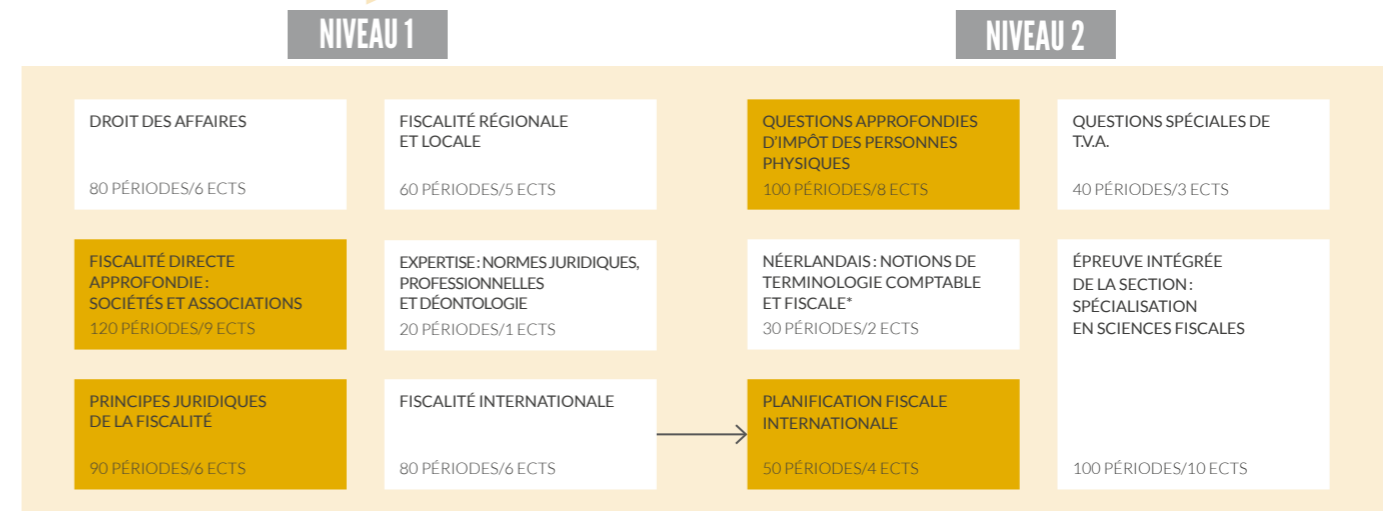 NIVEAU 1
NIVEAU 2
DROIT DES AFFAIRES
80 PÉRIODES/6 ECTS
FISCALITÉ RÉGIONALE
ET LOCALE
60 PÉRIODES/5 ECTS
QUESTIONS APPROFONDIES
D'IMPÔT DES PERSONNES
PHYSIQUES
100 PÉRIODES/8 ECTS
QUESTIONS SPÉCIALES DE
T.V.A.
40 PÉRIODES/3 ECTS
FISCALITÉ DIRECTE
APPROFONDIE :
SOCIÉTÉS ET ASSOCIATIONS
120 PÉRIODES/9 ECTS
EXPERTISE : NORMES JURIDIQUES,
PROFESSIONNELLES
ET DÉONTOLOGIE
20 PÉRIODES/1 ECTS
NÉERLANDAIS : NOTIONS DE
TERMINOLOGIE COMPTABLE
ET FISCALE*
30 PÉRIODES/2 ECTS
ÉPREUVE INTÉGRÉE
DE LA SECTION :
SPÉCIALISATION
EN SCIENCES FISCALES
100 PÉRIODES/10 ECTS
PRINCIPES JURIDIQUES
DE LA FISCALITÉ
90 PÉRIODES/6 ECTS
FISCALITÉ INTERNATIONALE
80 PÉRIODES/6 ECTS
PLANIFICATION FISCALE
INTERNATIONALE
50 PÉRIODES/4 ECTS